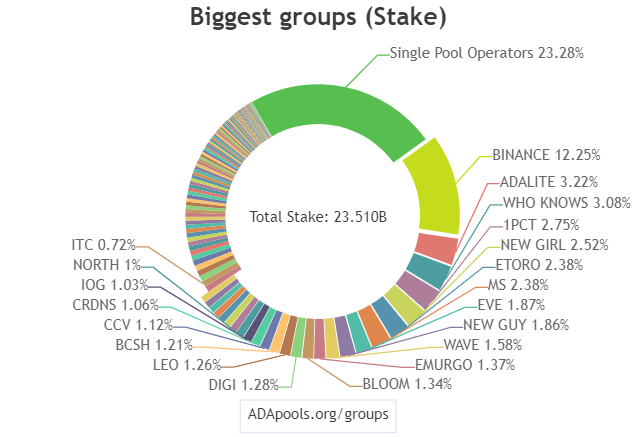 Biggest groups (Stake)
Single Pool Operators 23.28%
BINANCE 12.25%
ADALITE 3.22%
WHO KNOWS 3.08%
1PCT 2.75%
NEW GIRL 2.52%
ETORO 2.38%
MS 2.38%
EVE 1.87%
NEW GUY 1.86%
WAVE 1.58%
EMURGO 1.37%
BLOOM 1.34%
DIGI 1.28%
LEO 1.26%
BCSH 1.21%
CCV 1.12%
CRDNS 1.06%
IOG 1.03%
NORTH 1%
ITC 0.72%
Total Stake: 23.510B
ADApools.org/groups